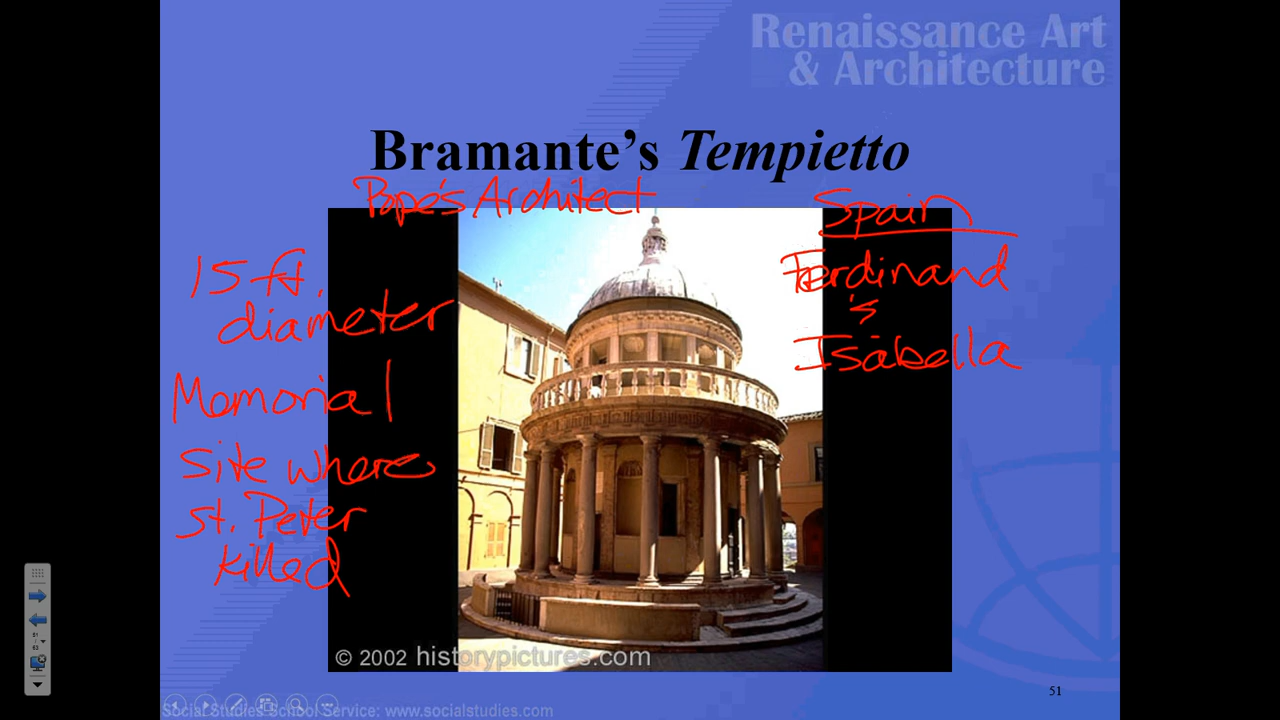 Renaissance Art
& Architecture
Bramante's Tempietto
Pope's Architect
Spain
15 ft.
diameter
Ferdinand
Isabella
Memorial
site where
St. Peter
killed
© 2002 historypictures.com
51
Social Studies School Service: www.socialstudies.com